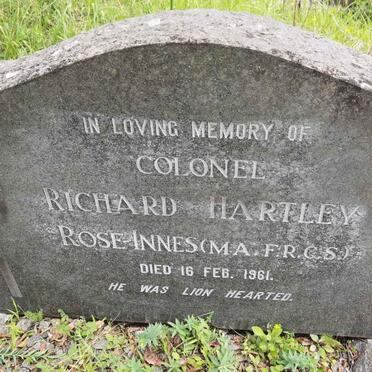 IN LOVING MEMORY OF
COLONEL
RICHARD HARTLEY
ROSE-INNES (M.A. F.R.C.S.)
DIED 16 FEB. 1961.
HE WAS LION HEARTED.